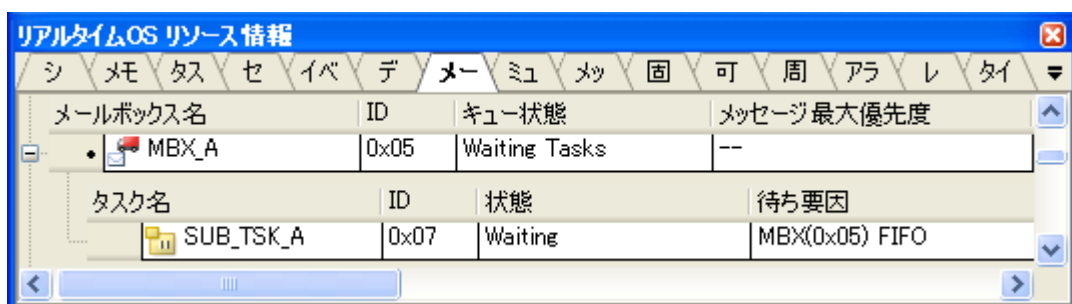 リアルタイムOS リソース情報
シ メモ タス セ イベ デ メー ミュ メッ 固 可 周 アラ レ タイ
メールボックス名 ID キュー状態 メッセージ最大優先度
MBX_A 0x05 Waiting Tasks --
タスク名 ID 状態 待ち要因
SUB_TSK_A 0x07 Waiting MBX(0x05) FIFO